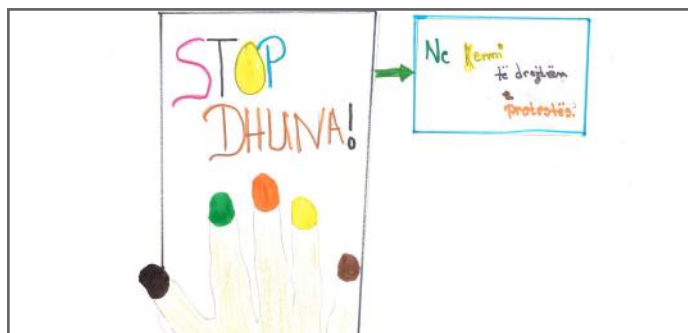 STOP
DHUNA!
Ne Kemi
të drejtën
e
protestës.